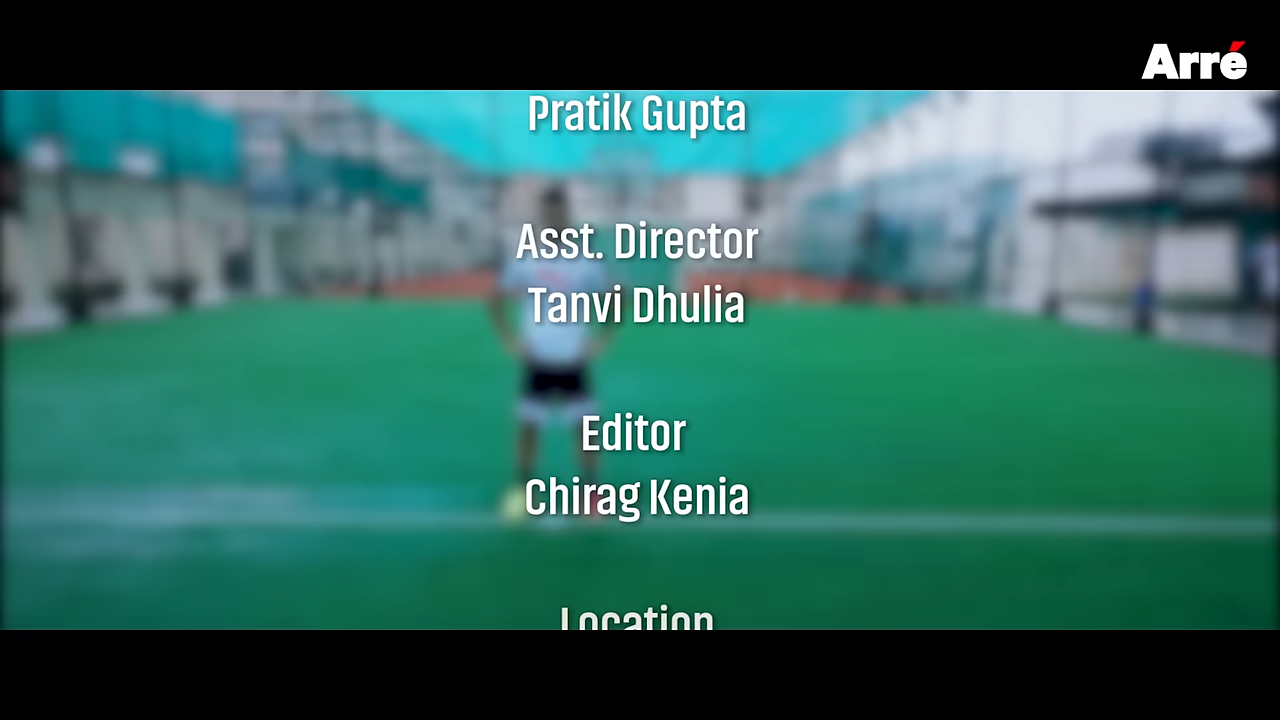 Arré
Pratik Gupta
Asst. Director
Tanvi Dhulia
Editor
Chirag Kenia
Location